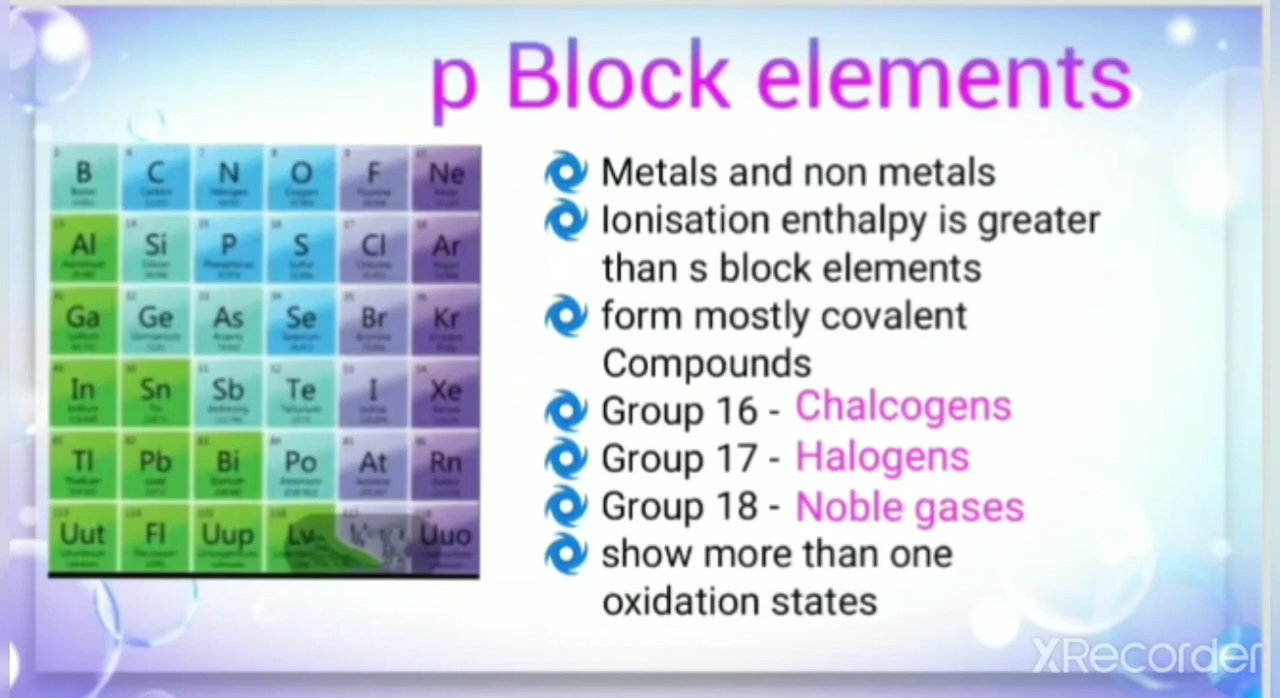 p Block elements
B C N O F Ne
Al Si P S Cl Ar
Ga Ge As Se Br Kr
In Sn Sb Te I Xe
Tl Pb Bi Po At Rn
Uut Fl Uup Lv Uuo
Metals and non metals
Ionisation enthalpy is greater
than s block elements
form mostly covalent
Compounds
Group 16 - Chalcogens
Group 17 - Halogens
Group 18 - Noble gases
show more than one
oxidation states
XRecorder